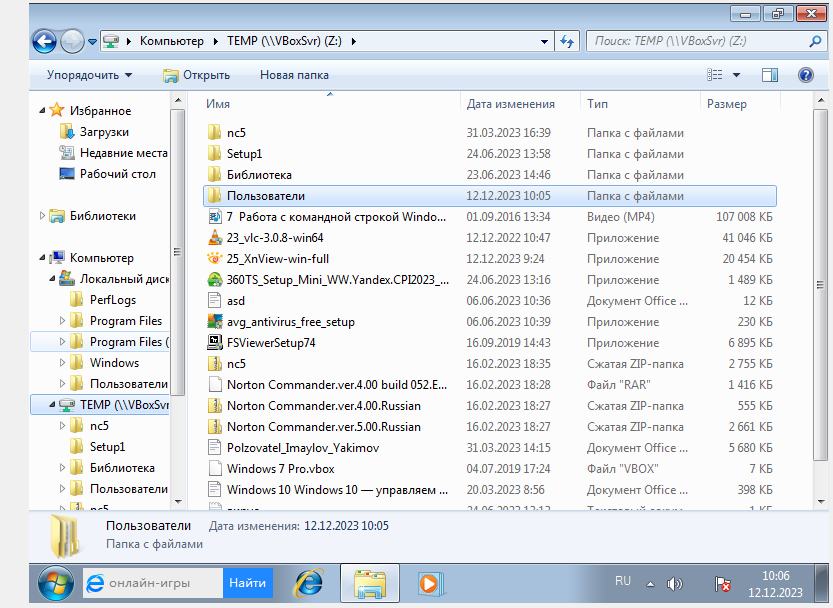 Компьютер TEMP (\\VBoxSvr) (Z:) Поиск: TEMP (\\VBoxSvr) (Z:)
Упорядочить Открыть Новая папка
Избранное
Загрузки
Недавние места
Рабочий стол
Библиотеки
Компьютер
Локальный диск
PerfLogs
Program Files
Program Files (
Windows
Пользователи
TEMP (\\VBoxSvr
nc5
Setup1
Библиотека
Пользователи
nc5
Имя Дата изменения Тип Размер
nc5 31.03.2023 16:39 Папка с файлами
Setup1 24.06.2023 13:58 Папка с файлами
Библиотека 23.06.2023 14:46 Папка с файлами
Пользователи 12.12.2023 10:05 Папка с файлами
7 Работа с командной строкой Windo... 01.09.2016 13:34 Видео (MP4) 107 008 КБ
23_vlc-3.0.8-win64 12.12.2022 10:47 Приложение 41 046 КБ
25_XnView-win-full 12.12.2023 9:24 Приложение 20 454 КБ
360TS_Setup_Mini_WW.Yandex.CPI2023_... 24.06.2023 13:16 Приложение 1 489 КБ
asd 06.06.2023 10:36 Документ Office ... 12 КБ
avg_antivirus_free_setup 06.06.2023 10:39 Приложение 230 КБ
FSViewerSetup74 16.09.2019 14:43 Приложение 6 895 КБ
nc5 16.02.2023 18:35 Сжатая ZIP-папка 2 755 КБ
Norton Commander.ver.4.00 build 052.E... 16.02.2023 18:28 Файл "RAR" 1 416 КБ
Norton Commander.ver.4.00.Russian 16.02.2023 18:27 Сжатая ZIP-папка 555 КБ
Norton Commander.ver.5.00.Russian 16.02.2023 18:27 Сжатая ZIP-папка 2 661 КБ
Polzovatel_Imaylov_Yakimov 31.03.2023 14:15 Документ Office ... 5 680 КБ
Windows 7 Pro.vbox 04.07.2019 17:24 Файл "VBOX" 7 КБ
Windows 10 Windows 10 — управляем ... 20.03.2023 8:56 Документ Office ... 398 КБ
Пользователи Дата изменения: 12.12.2023 10:05
Папка с файлами
онлайн-игры Найти RU 10:06
12.12.2023